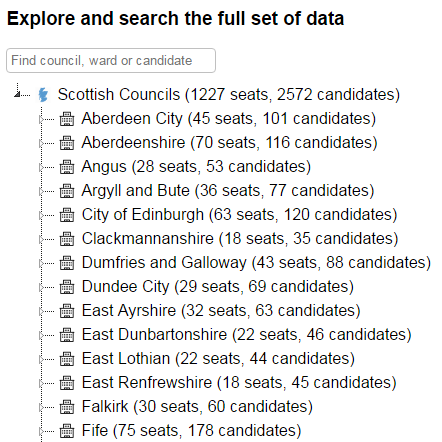 Explore and search the full set of data
Find council, ward or candidate
Scottish Councils (1227 seats, 2572 candidates)
Aberdeen City (45 seats, 101 candidates)
Aberdeenshire (70 seats, 116 candidates)
Angus (28 seats, 53 candidates)
Argyll and Bute (36 seats, 77 candidates)
City of Edinburgh (63 seats, 120 candidates)
Clackmannanshire (18 seats, 35 candidates)
Dumfries and Galloway (43 seats, 88 candidates)
Dundee City (29 seats, 69 candidates)
East Ayrshire (32 seats, 63 candidates)
East Dunbartonshire (22 seats, 46 candidates)
East Lothian (22 seats, 44 candidates)
East Renfrewshire (18 seats, 45 candidates)
Falkirk (30 seats, 60 candidates)
Fife (75 seats, 178 candidates)